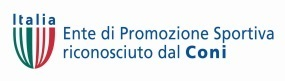 Italia
Ente di Promozione Sportiva
riconosciuto dal Coni